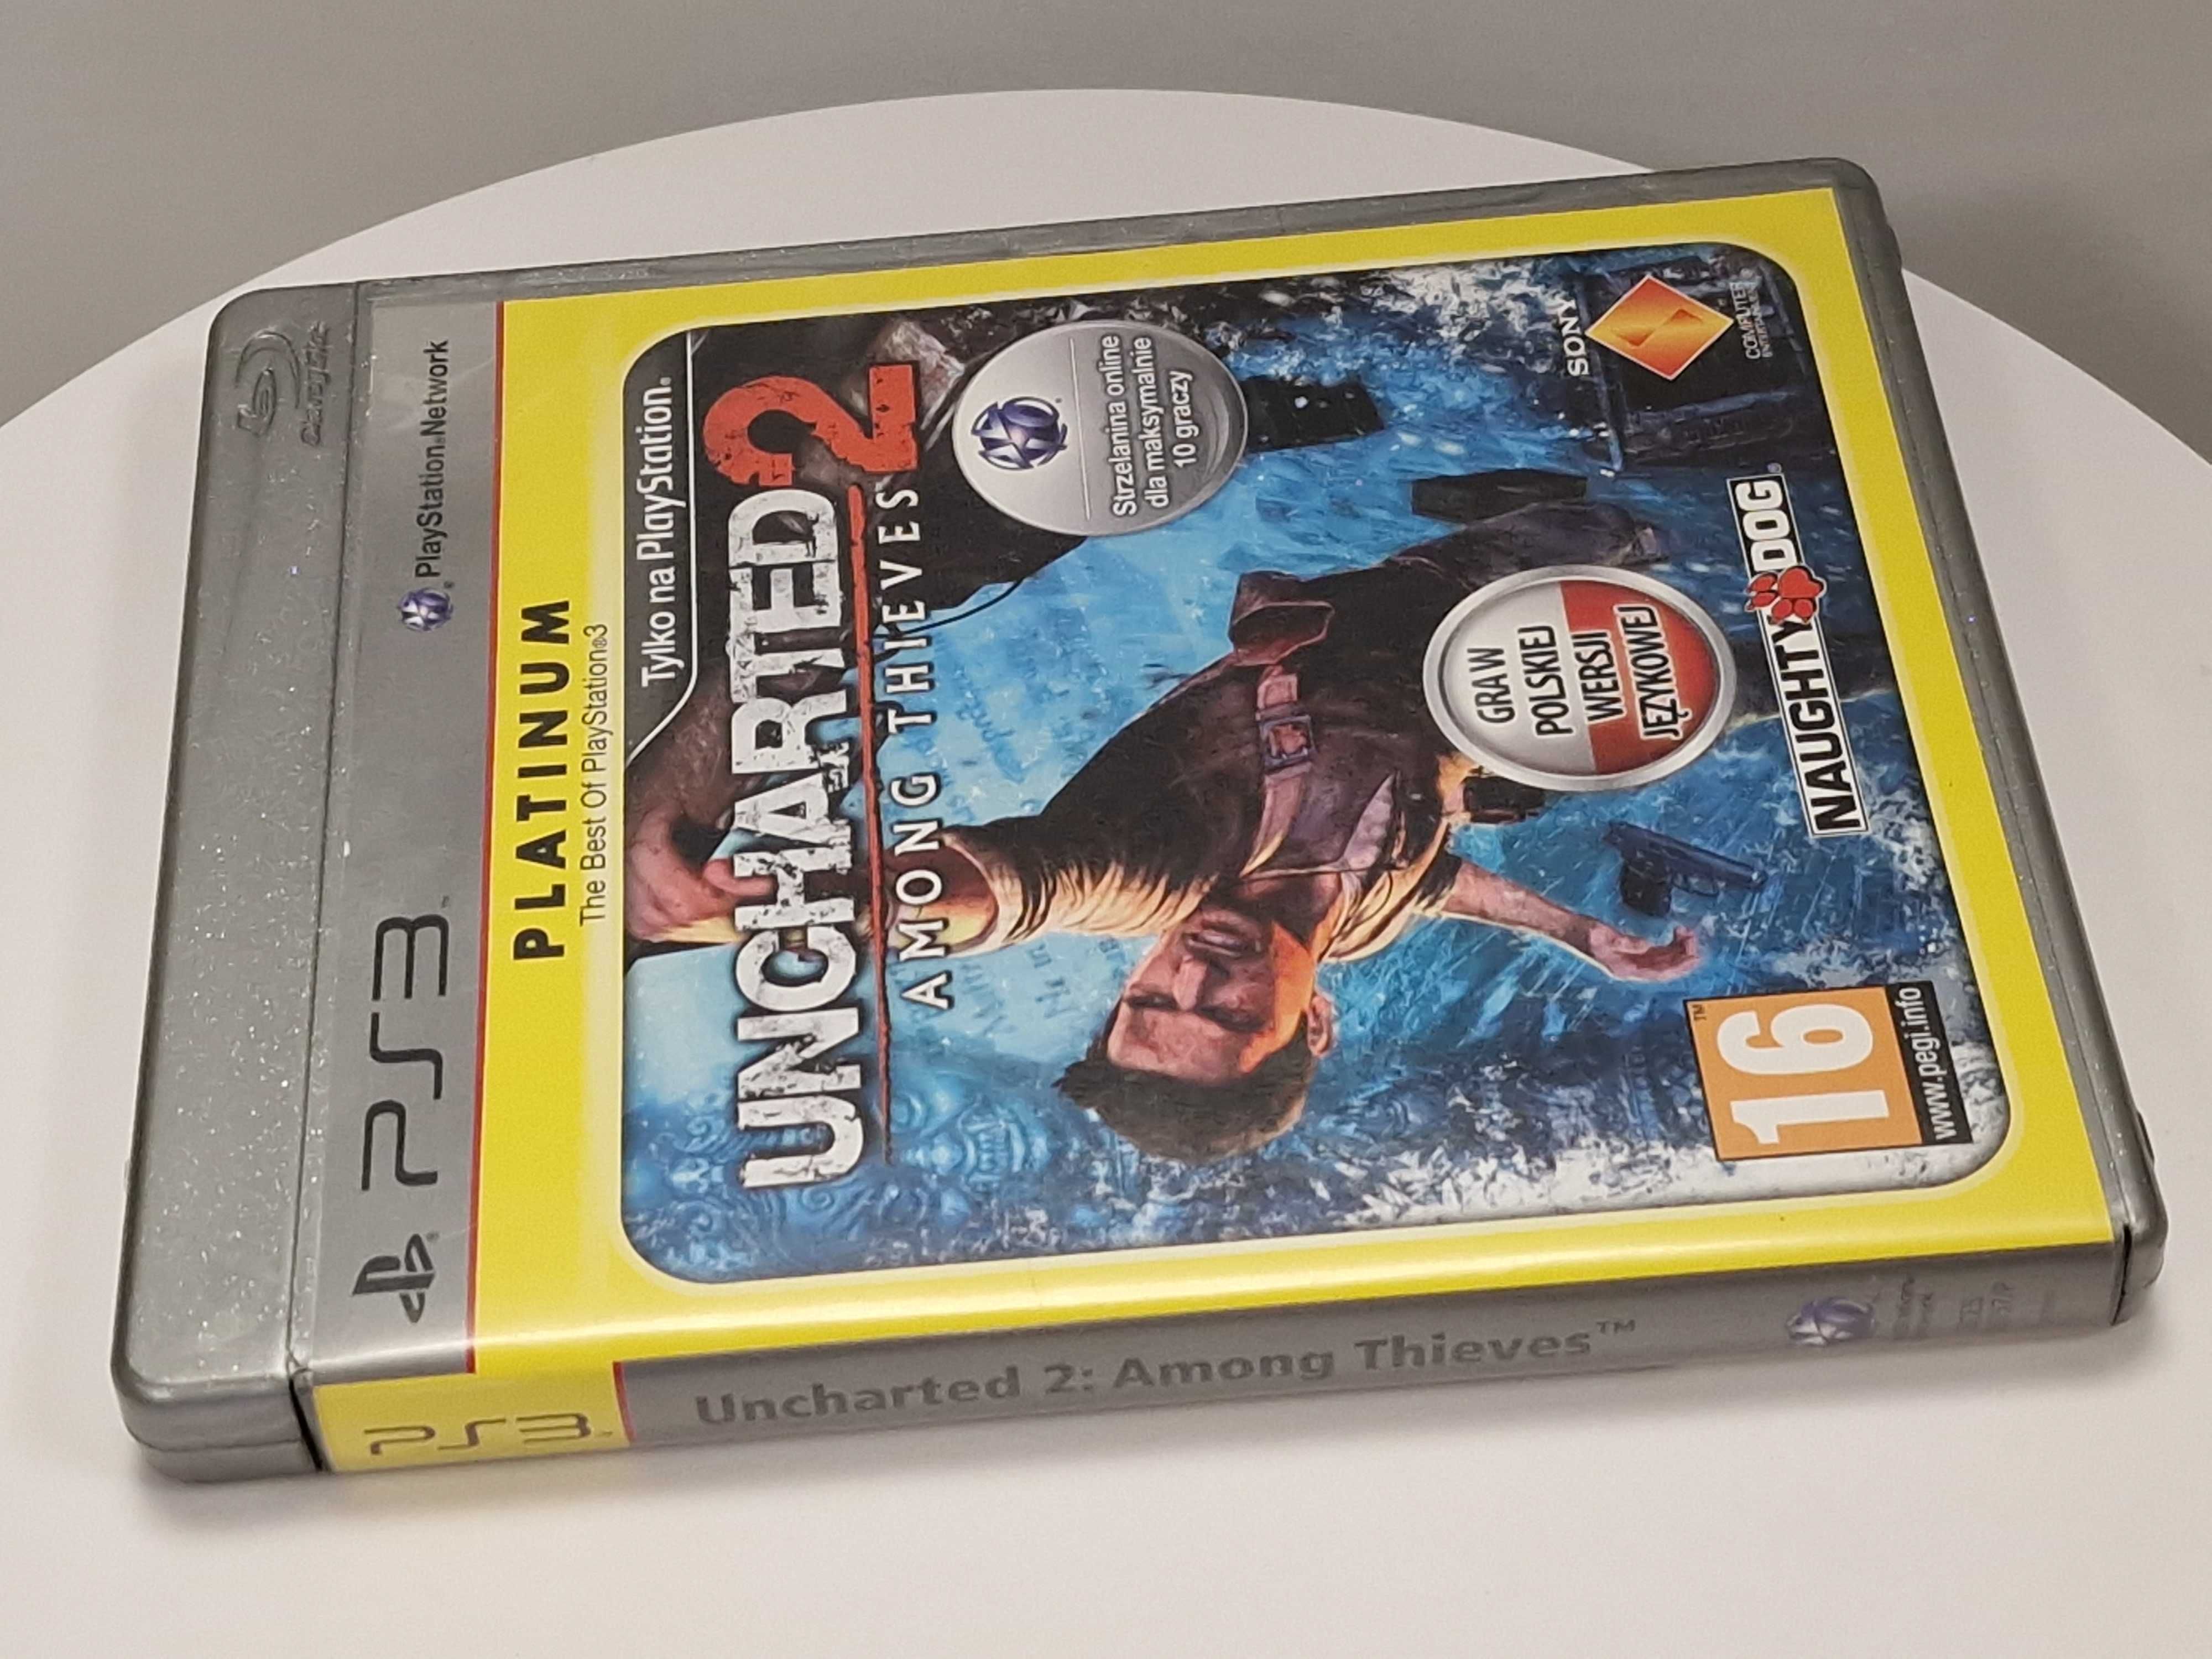 PS3
PlayStation®Network
PLATINUM
The Best Of PlayStation®3
Tylko na PlayStation®
UNCHARTED 2
AMONG THIEVES
Strzelanina online
dla maksymalnie
10 graczy
GRA W
POLSKIEJ
WERSJI
JĘZYKOWEJ
16
www.pegi.info
NAUGHTY DOG
SONY
COMPUTER
ENTERTAINMENT
PS3
Uncharted 2: Among Thieves™